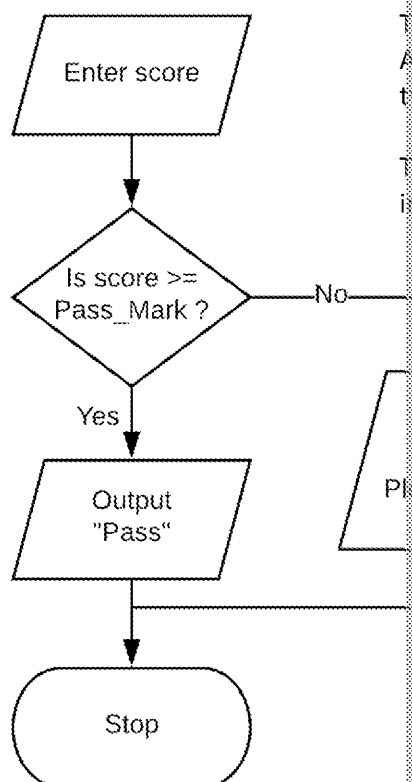 Enter score
Is score >=
Pass_Mark ?
No
Yes
Output
"Pass"
Stop